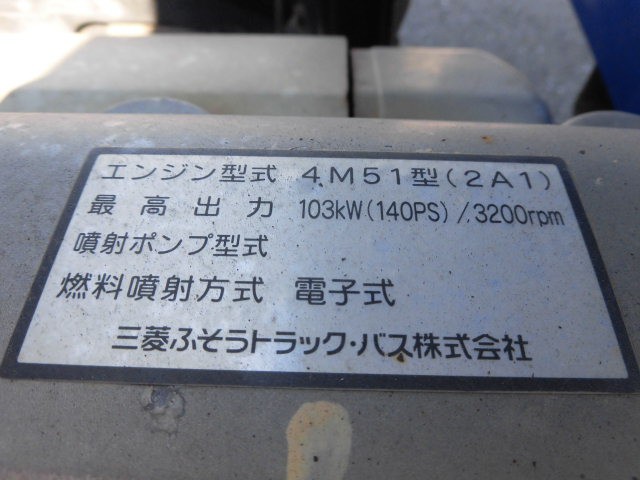 エンジン型式 4M51型(2A1)
最高出力 103kW(140PS)/3200rpm
噴射ポンプ型式
燃料噴射方式 電子式
三菱ふそうトラック・バス株式会社